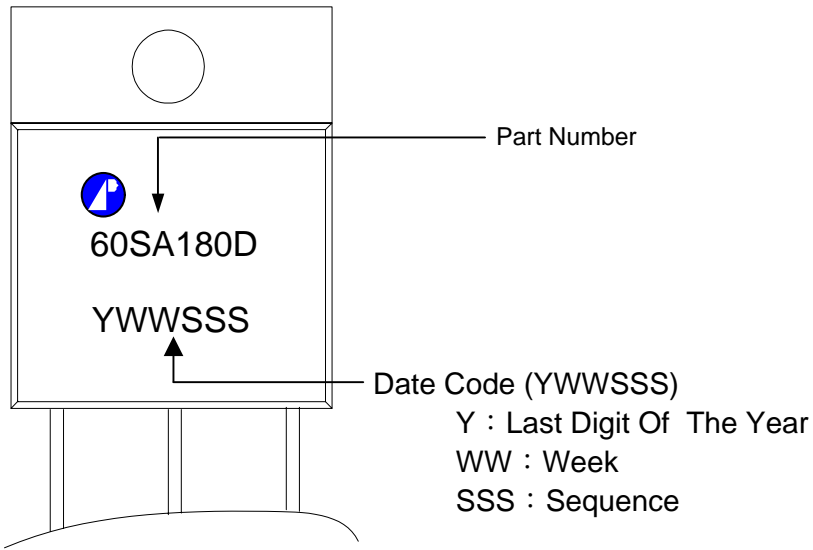 Part Number
60SA180D
YWWSSS
Date Code (YWWSSS)
Y：Last Digit Of The Year
WW：Week
SSS：Sequence